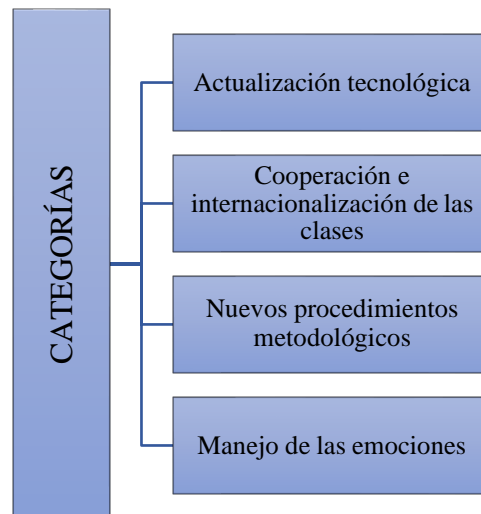 CATEGORÍAS
Actualización tecnológica
Cooperación e
internacionalización de las
clases
Nuevos procedimientos
metodológicos
Manejo de las emociones